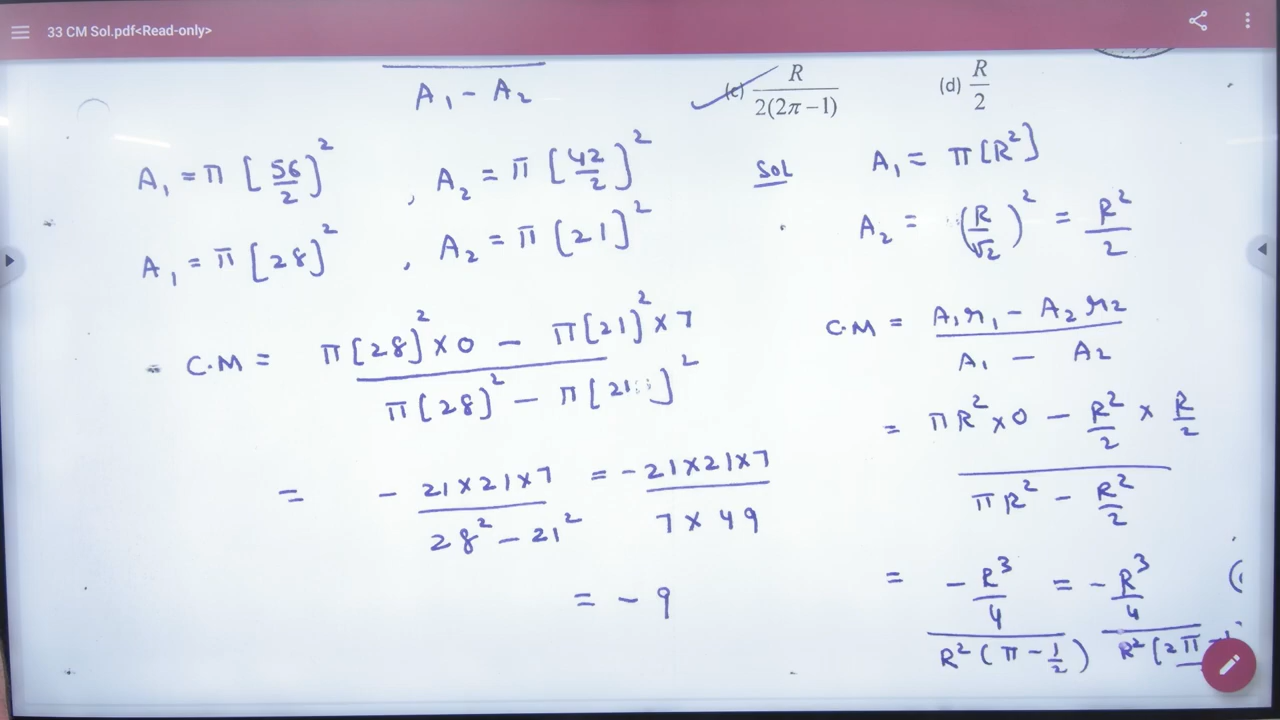 33 CM Sol.pdf<Read-only>
A₁ - A₂
A₁ = π [56/2]² , A₂ = π [42/2]²
A₁ = π [28]² , A₂ = π [21]²
C.M = (π[28]² × 0 - π[21]² × 7) / (π[28]² - π[21]²)
= - (21×21×7) / (28² - 21²) = - (21×21×7) / (7 × 49)
= - 9
(c) R / 2(2π-1) (d) R/2
Sol A₁ = π[R²]
A₂ = (R/√2)² = R²/2
C.M = (A₁r₁ - A₂r₂) / (A₁ - A₂)
= (πR² × 0 - R²/2 × R/2) / (πR² - R²/2)
= (-R³/4) / (R²(π - 1/2)) = (-R³/4) / (R²(2π -